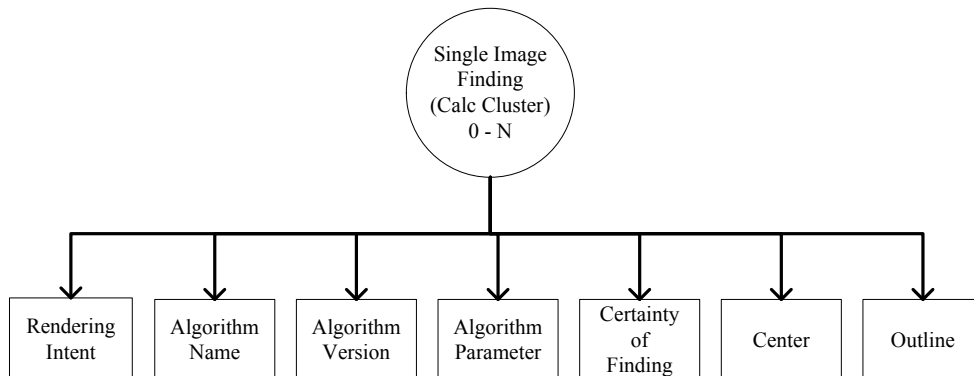 Single Image
Finding
(Calc Cluster)
0 - N
Rendering
Intent
Algorithm
Name
Algorithm
Version
Algorithm
Parameter
Certainty
of
Finding
Center
Outline